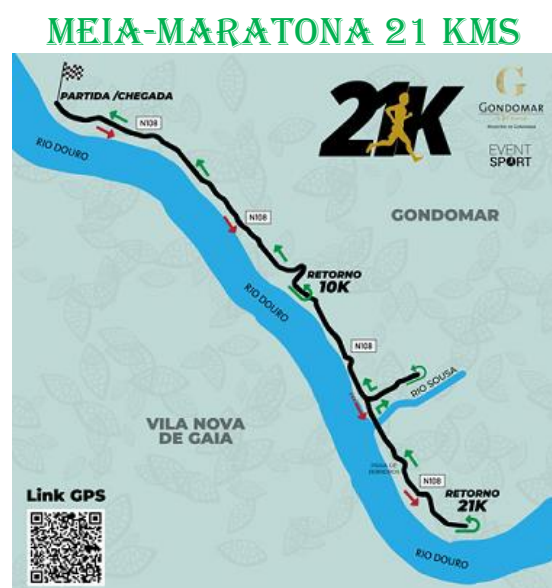 MEIA-MARATONA 21 KMS
PARTIDA /CHEGADA
N108
21K
G
GONDOMAR
EVENT
SPORT
RIO DOURO
N108
GONDOMAR
RETORNO
10K
RIO DOURO
N108
RIO SOUSA
VILA NOVA
DE GAIA
N108
RETORNO
21K
Link GPS
RIO DOURO